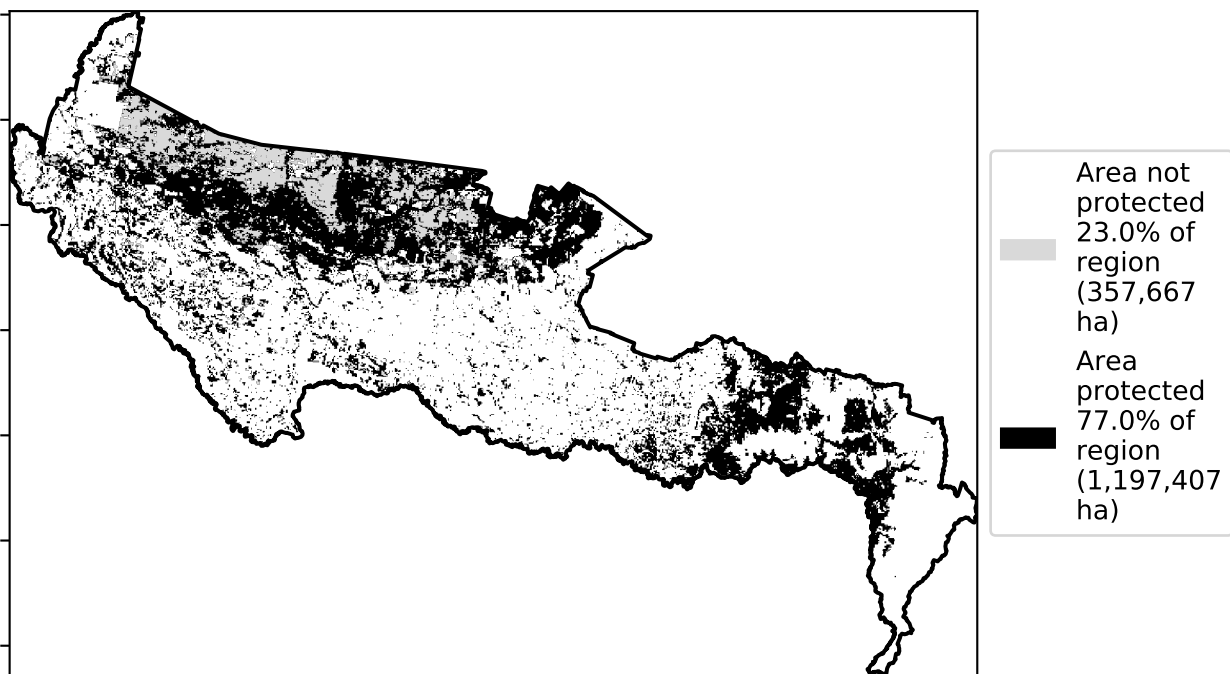 Area not
protected
23.0% of
region
(357,667
ha)
Area
protected
77.0% of
region
(1,197,407
ha)